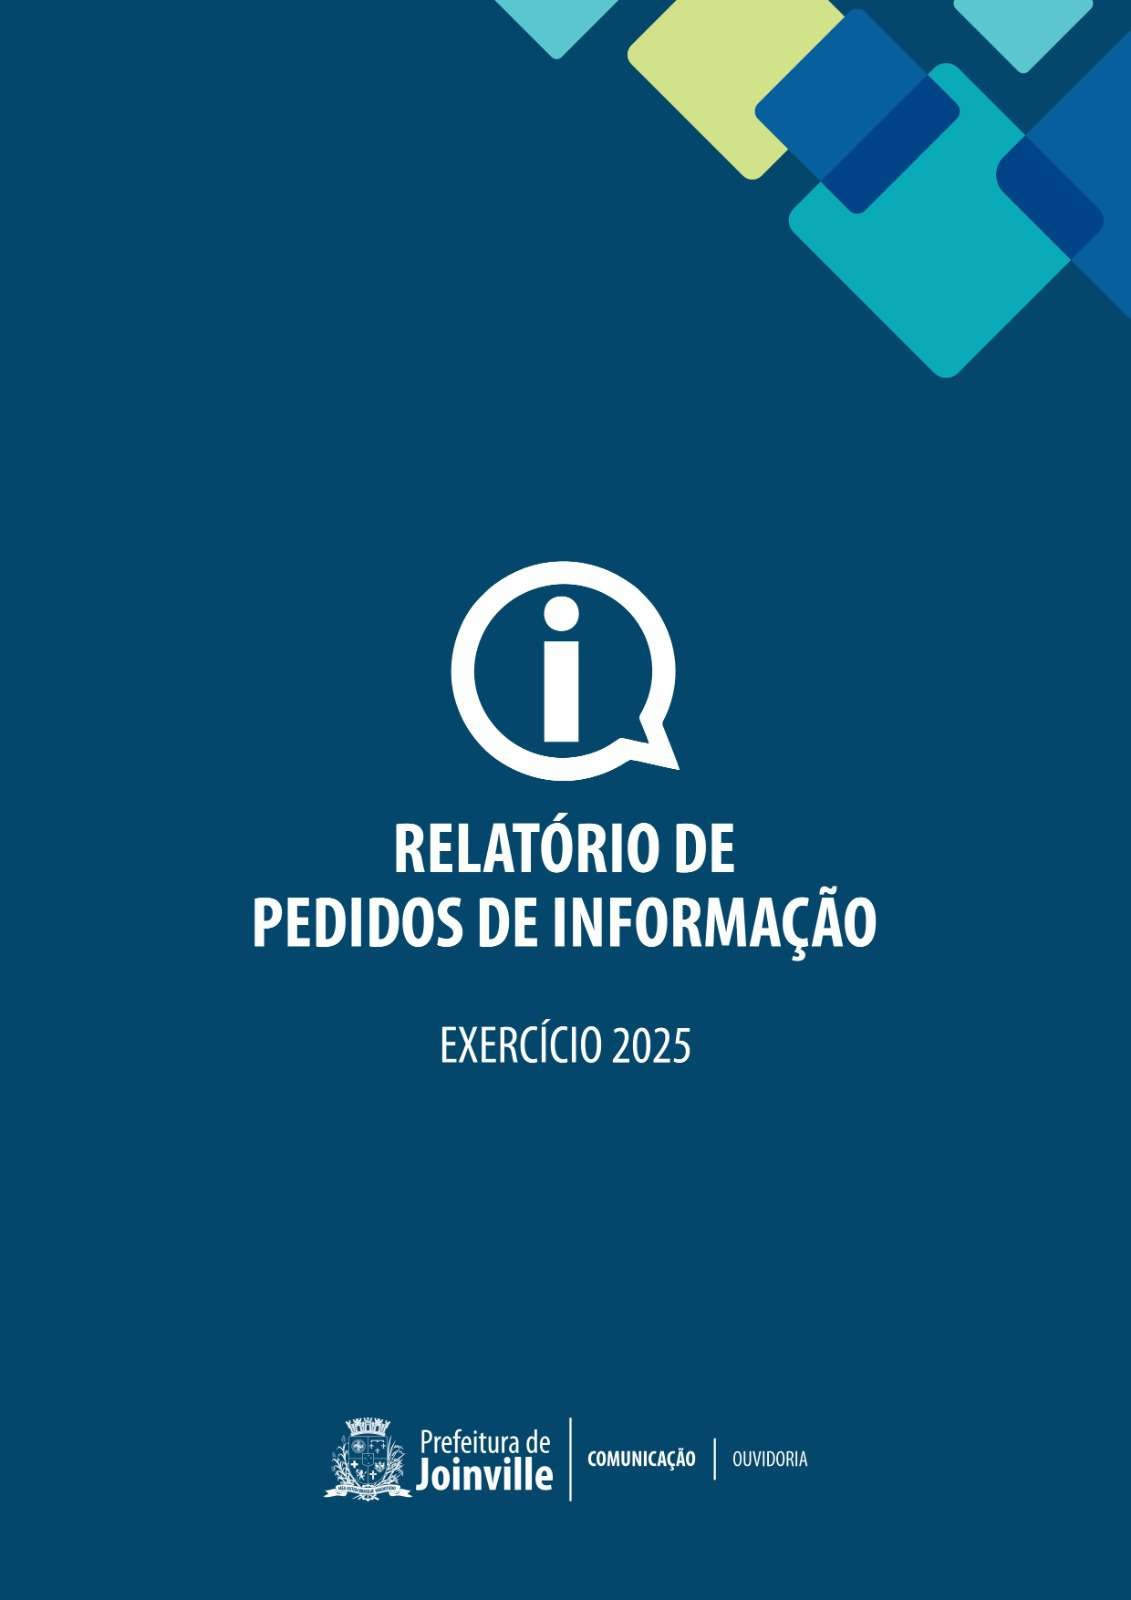 RELATÓRIO DE
PEDIDOS DE INFORMAÇÃO
EXERCÍCIO 2025
Prefeitura de
Joinville
COMUNICAÇÃO
OUVIDORIA